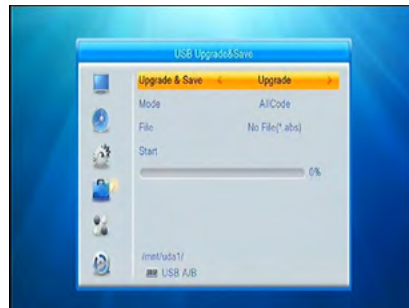 USB Upgrade&Save
Upgrade & Save < Upgrade >
Mode AllCode
File No File(*.abs)
Start
0%
/mnt/uda1/
USB A/B